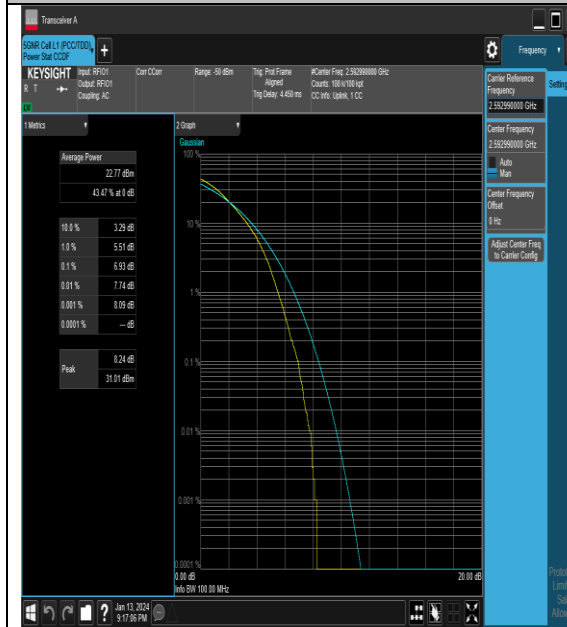 Transceiver A
5GNR Cell L1 (PCC/TDD),
Power Stat CCDF
+
Frequency
KEYSIGHT
R T
Input: RFIO1
Output: RFIO1
Coupling: AC
Corr CCorr
Range: -50 dBm
Trig: Prot Frame
Aligned
Trig Delay: 4.450 ms
#Center Freq: 2.592990000 GHz
Counts: 100 k/100 kpt
CC Info: Uplink, 1 CC
1 Metrics
Average Power
22.77 dBm
43.47 % at 0 dB
10.0 % 3.29 dB
1.0 % 5.51 dB
0.1 % 6.93 dB
0.01 % 7.74 dB
0.001 % 8.09 dB
0.0001 % --- dB
Peak
8.24 dB
31.01 dBm
2 Graph
Gaussian
100 %
10 %
1 %
0.1 %
0.01 %
0.001 %
0.0001 %
0.00 dB
20.00 dB
Info BW 100.00 MHz
Carrier Reference
Frequency
2.592990000 GHz
Center Frequency
2.592990000 GHz
Auto
Man
Center Frequency
Offset
0 Hz
Adjust Center Freq
to Carrier Config
Jan 13, 2024
9:17:06 PM
?